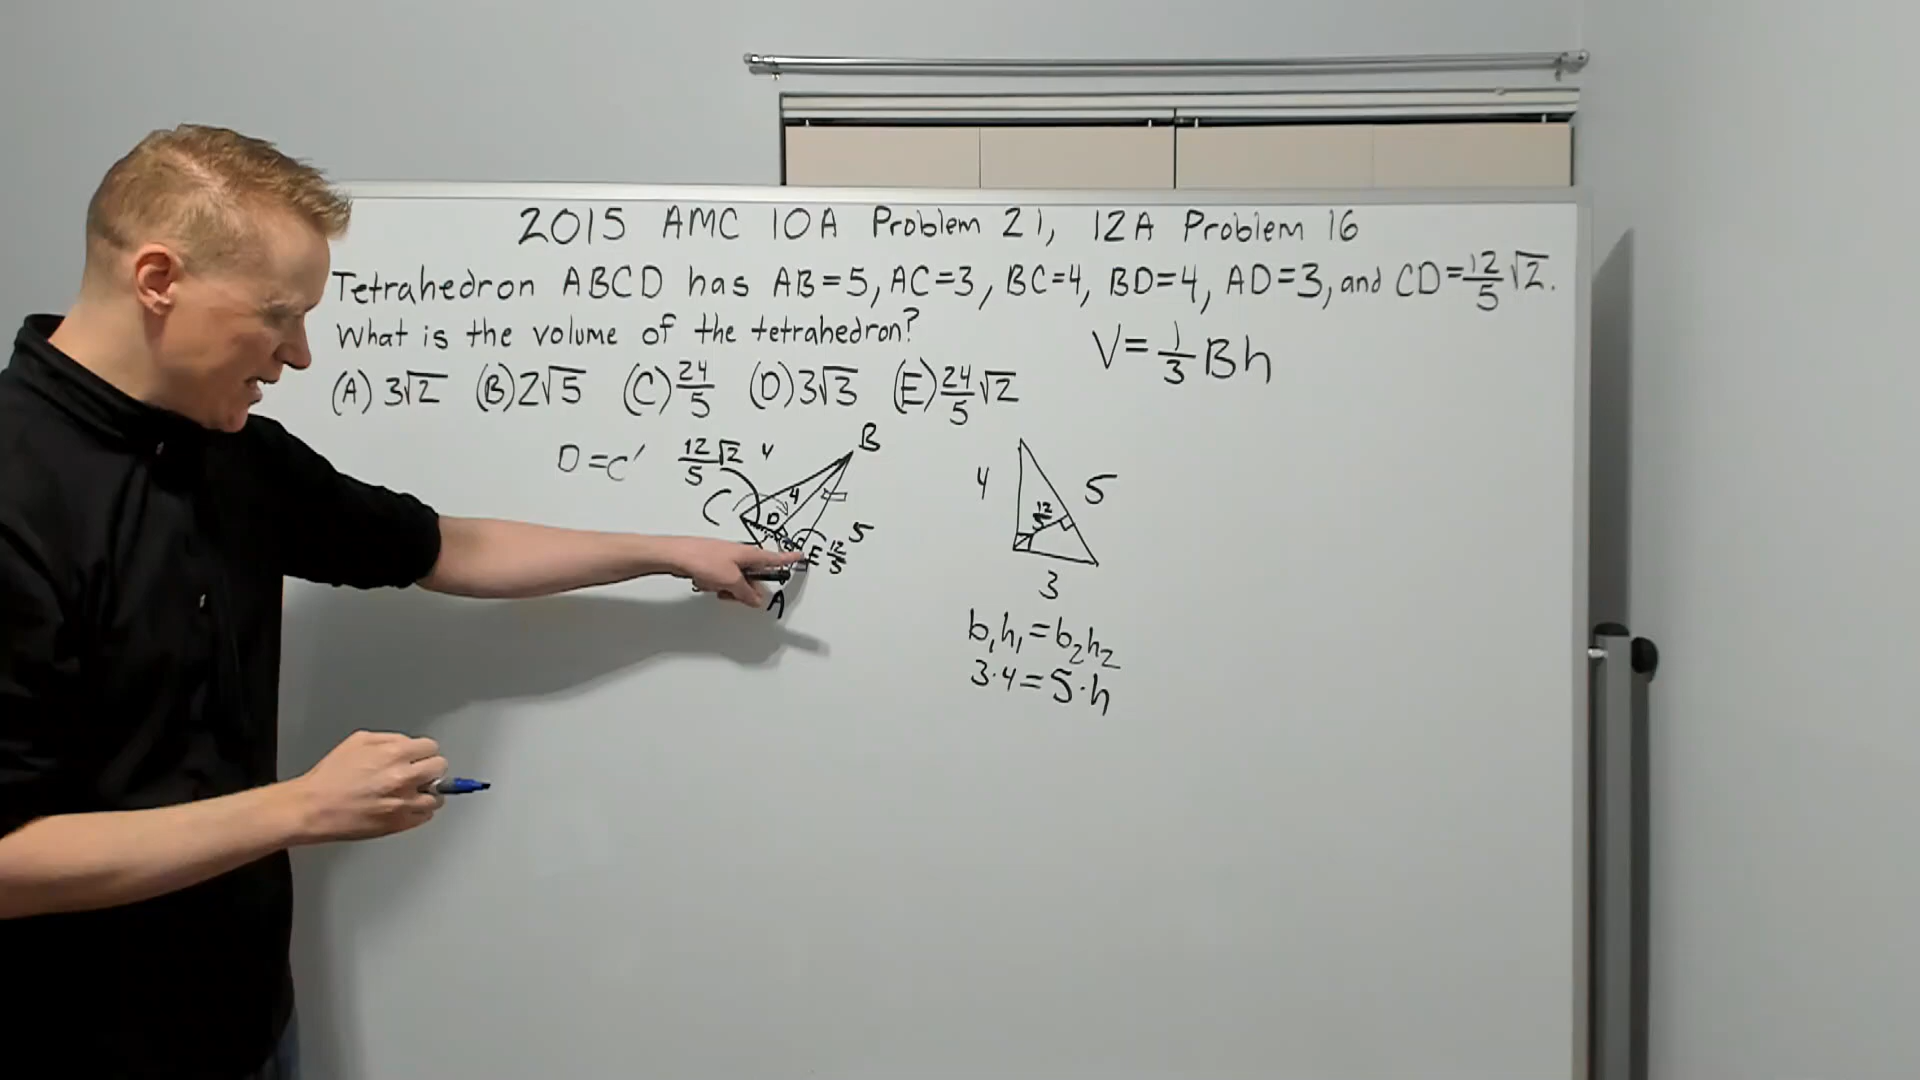 2015 AMC 10A Problem 21, 12A Problem 16
Tetrahedron ABCD has AB=5, AC=3, BC=4, BD=4, AD=3, and CD=12/5√2.
What is the volume of the tetrahedron?
V=1/3Bh
(A) 3√2 (B) 2√5 (C) 24/5 (D) 3√3 (E) 24/5√2
D=C' 12/5√2 4 B
C 4 D 5
E 12/5
A
4 5
12/5
3
b₁h₁=b₂h₂
3·4=5·h